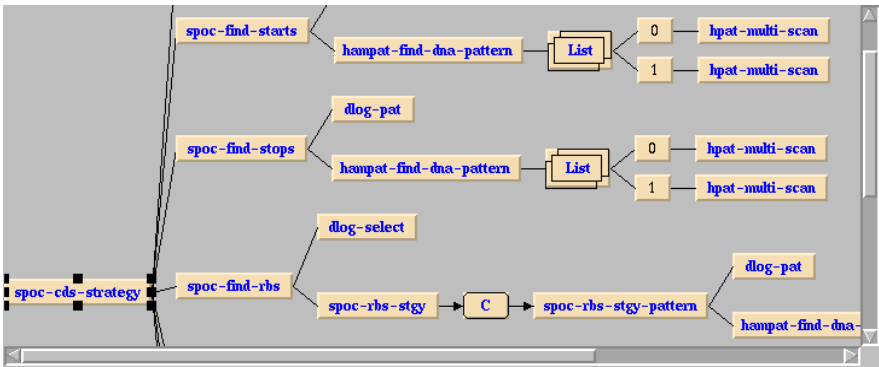 spoc-find-starts
0
hpat-multi-scan
hampat-find-dna-pattern
List
1
hpat-multi-scan
dlog-pat
spoc-find-stops
0
hpat-multi-scan
hampat-find-dna-pattern
List
1
hpat-multi-scan
dlog-select
spoc-cds-strategy
spoc-find-rbs
dlog-pat
spoc-rbs-stgy
C
spoc-rbs-stgy-pattern
hampat-find-dna-